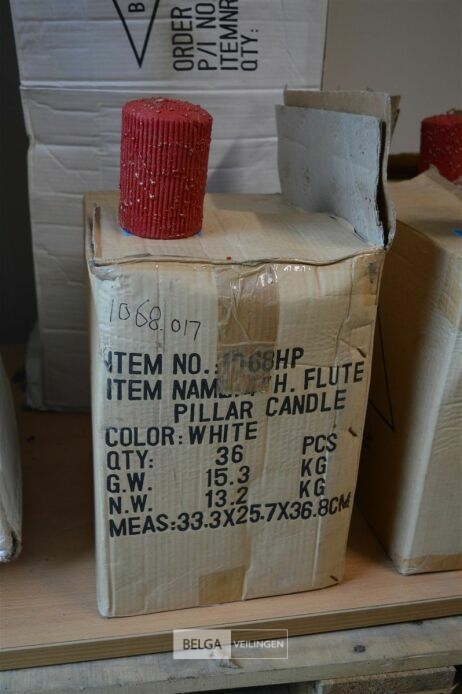 B
ORDER
P/I NO
ITEMNR
QTY:
1068.017
ITEM NO.: 1068HP
ITEM NAME: H. FLUTE
PILLAR CANDLE
COLOR: WHITE
QTY: 36 PCS
G.W. 15.3 KG
N.W. 13.2 KG
MEAS:33.3X25.7X36.8CM
BELGA VEILINGEN